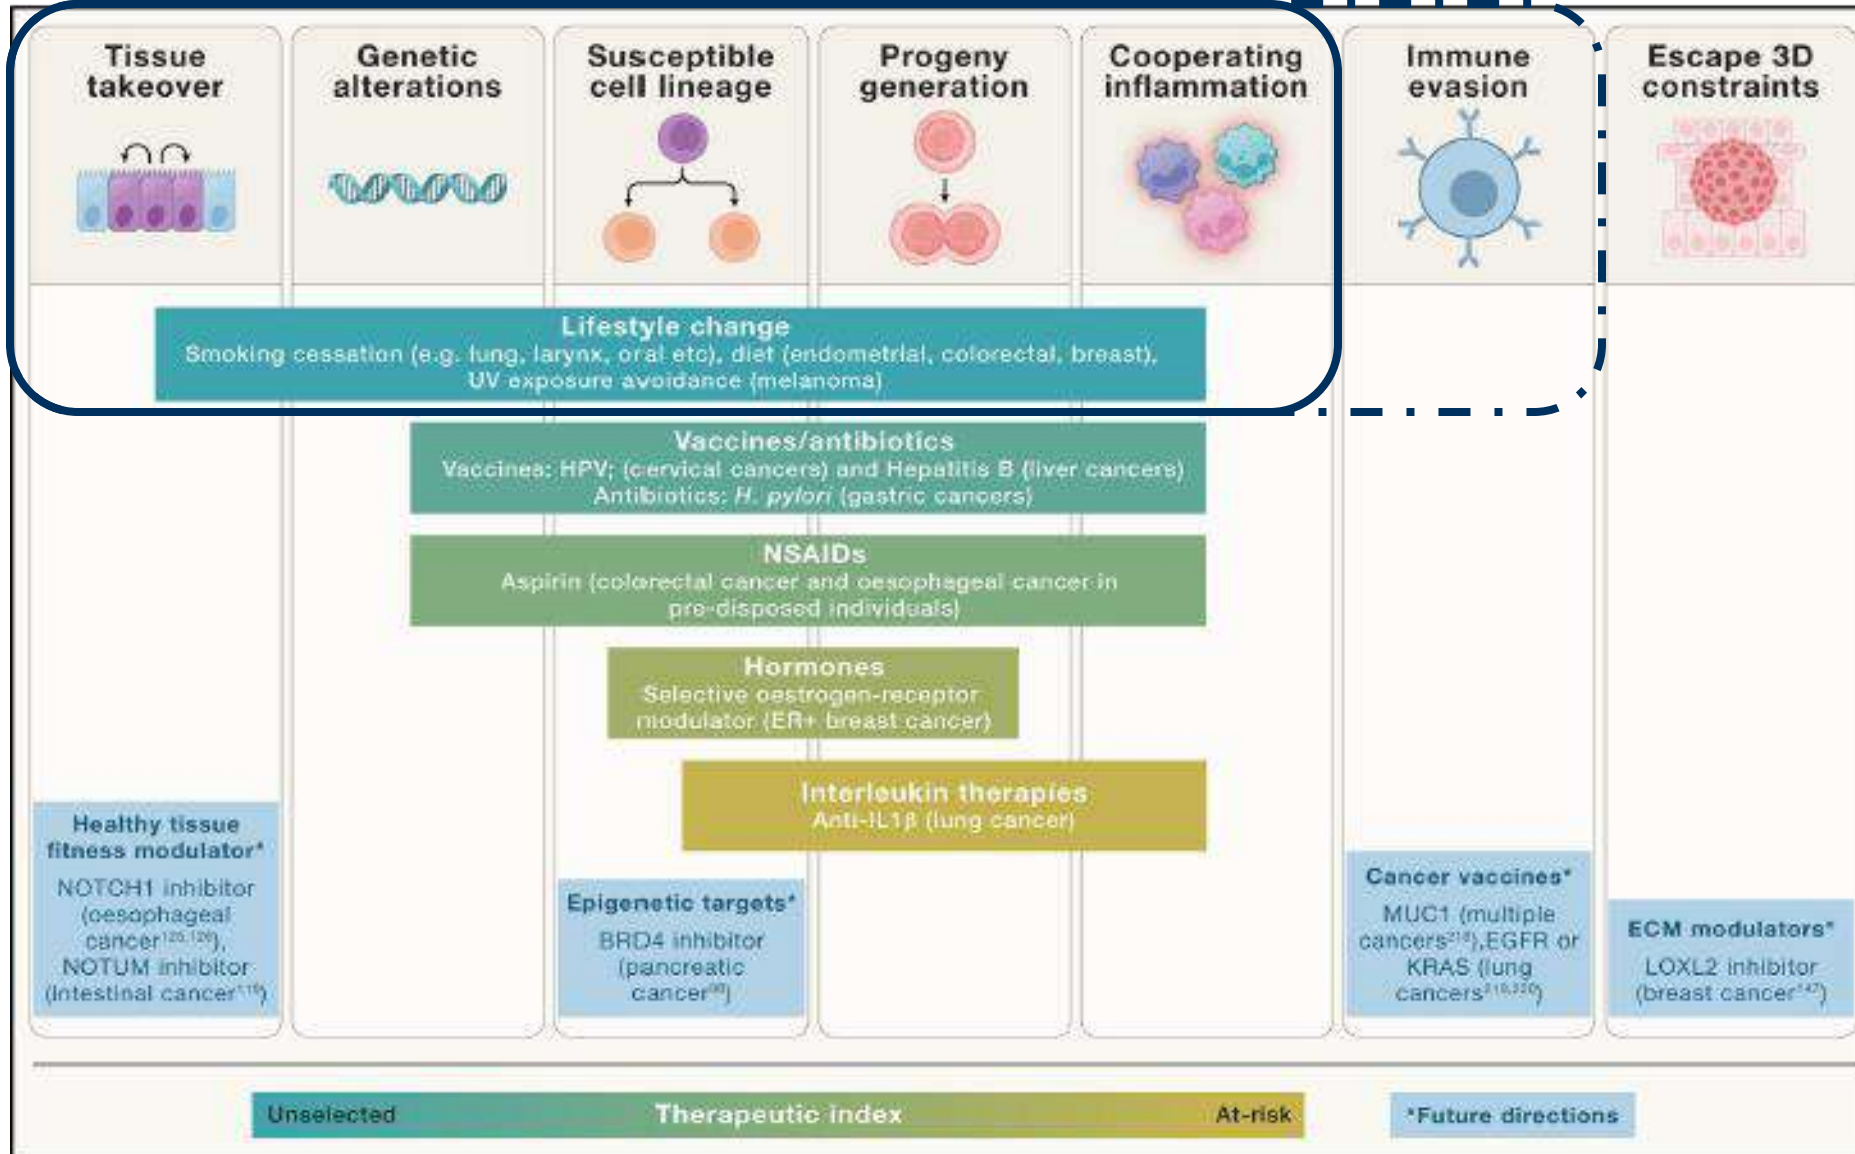 Tissue
takeover
Genetic
alterations
Susceptible
cell lineage
Progeny
generation
Cooperating
inflammation
Immune
evasion
Escape 3D
constraints
Lifestyle change
Smoking cessation (e.g. lung, larynx, oral etc), diet (endometrial, colorectal, breast),
UV exposure avoidance (melanoma)
Vaccines/antibiotics
Vaccines: HPV; (cervical cancers) and Hepatitis B (liver cancers)
Antibiotics: H. pylori (gastric cancers)
NSAIDs
Aspirin (colorectal cancer and oesophageal cancer in
pre-disposed individuals)
Hormones
Selective oestrogen-receptor
modulator (ER+ breast cancer)
Interleukin therapies
Anti-IL1β (lung cancer)
Healthy tissue
fitness modulator*
NOTCH1 inhibitor
(oesophageal
cancer),
NOTUM inhibitor
(intestinal cancer)
Epigenetic targets*
BRD4 inhibitor
(pancreatic
cancer)
Cancer vaccines*
MUC1 (multiple
cancers),EGFR or
KRAS (lung
cancers)
ECM modulators*
LOXL2 inhibitor
(breast cancer)
Unselected
Therapeutic index
At-risk
*Future directions